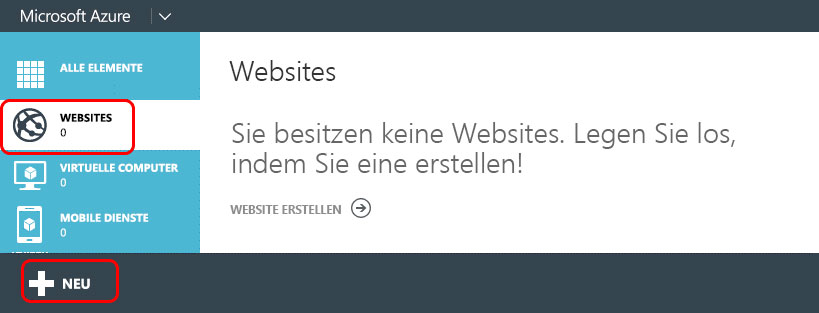 Microsoft Azure
ALLE ELEMENTE
WEBSITES
0
VIRTUELLE COMPUTER
0
MOBILE DIENSTE
0
Websites
Sie besitzen keine Websites. Legen Sie los,
indem Sie eine erstellen!
WEBSITE ERSTELLEN
NEU